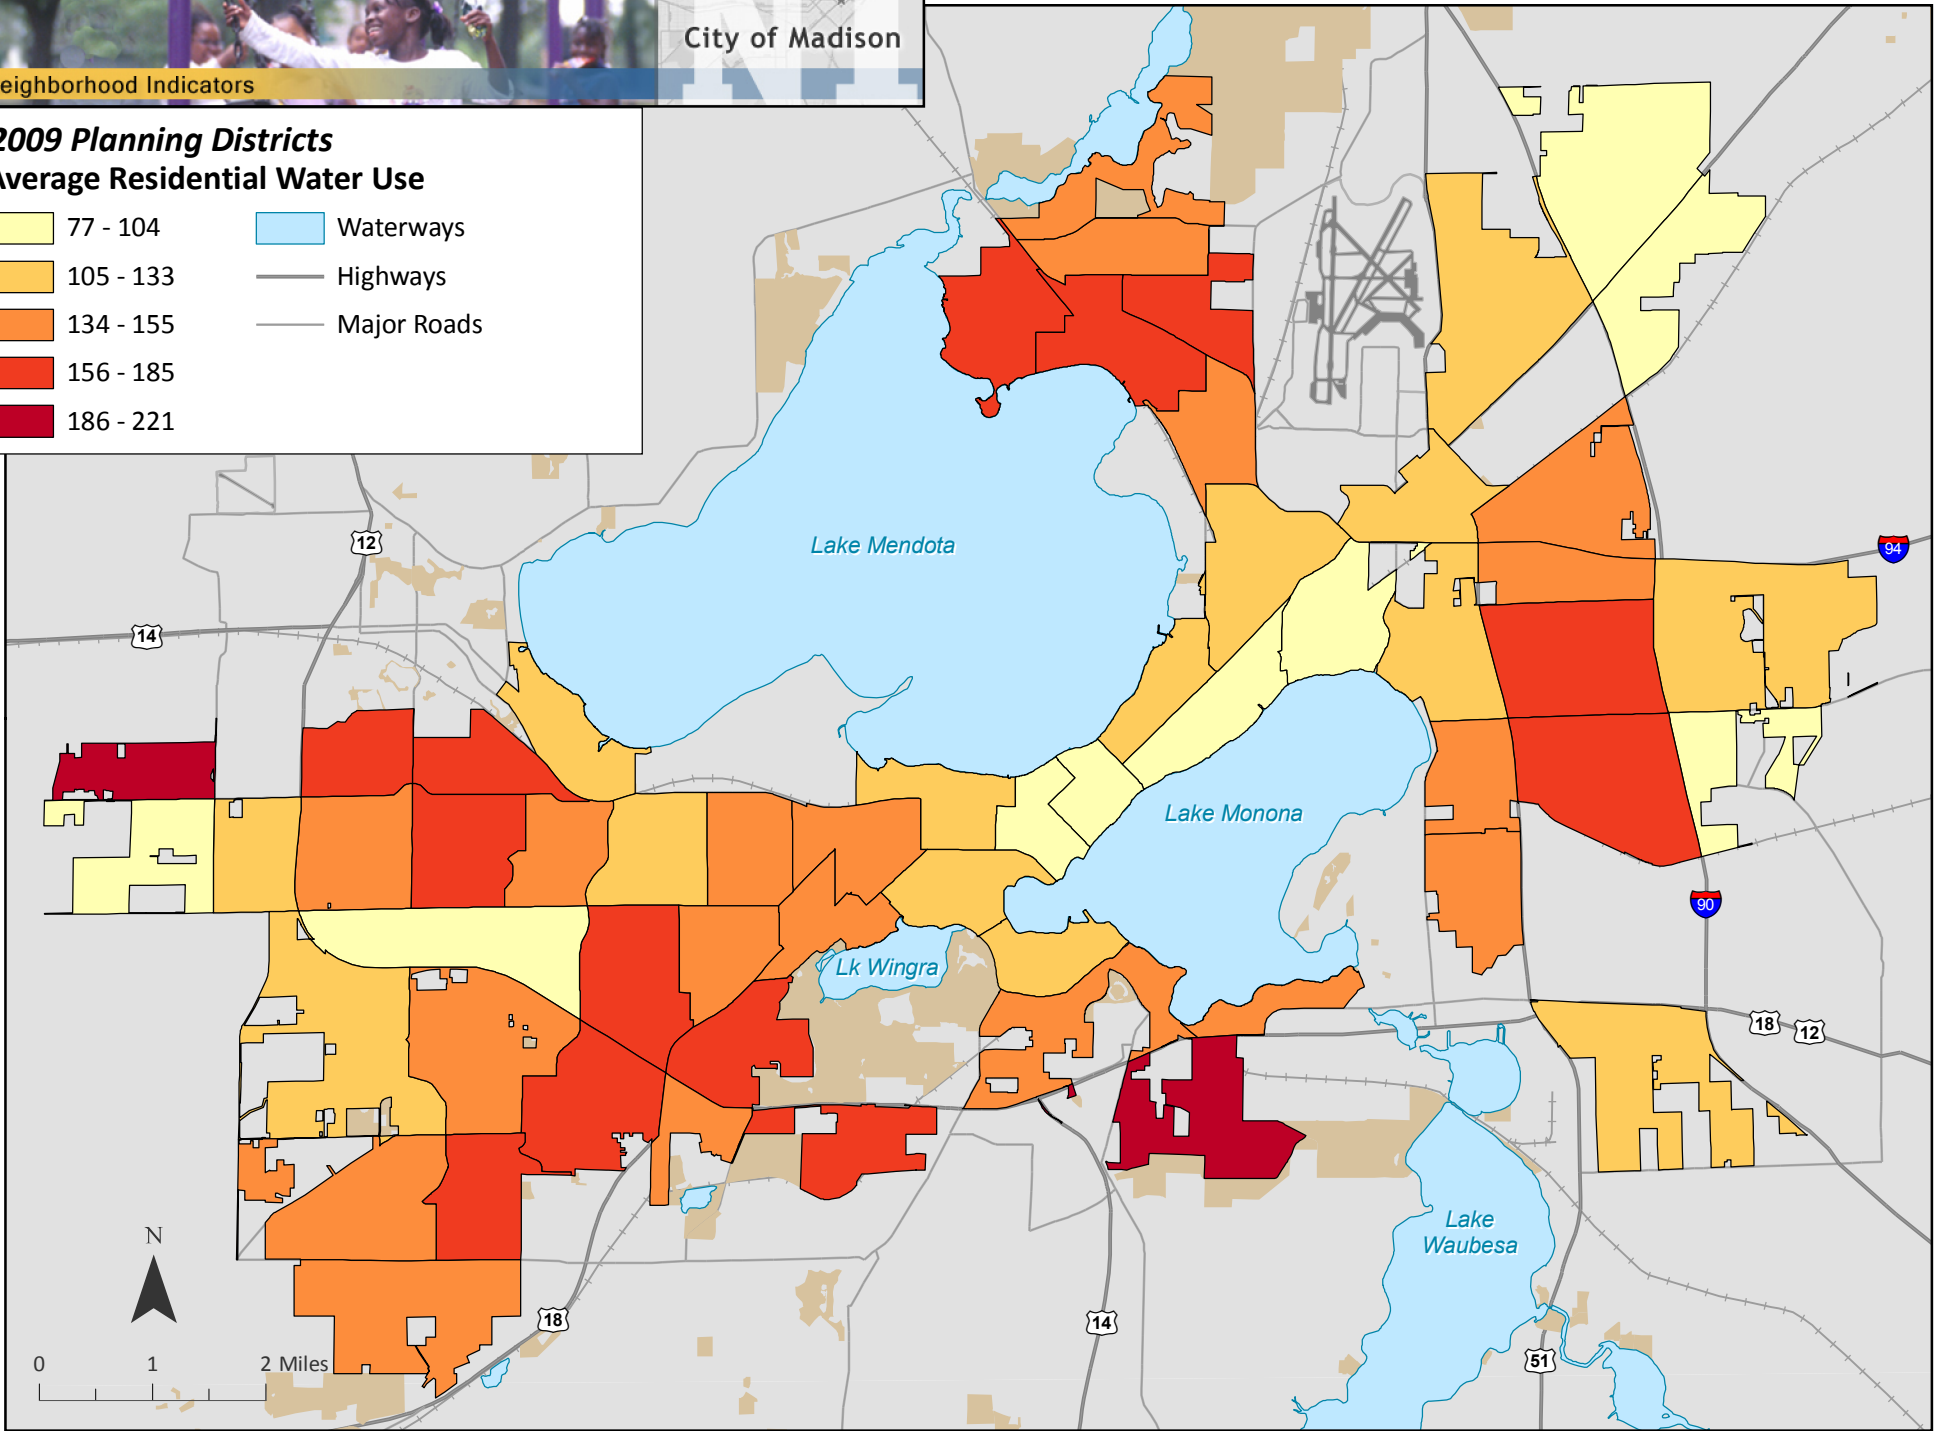 City of Madison
eighborhood Indicators
2009 Planning Districts
Average Residential Water Use
77 - 104
105 - 133
134 - 155
156 - 185
186 - 221
Waterways
Highways
Major Roads
12
14
Lake Mendota
94
Lake Monona
90
Lk Wingra
18
12
Lake
Waubesa
N
18
14
51
0 1 2 Miles